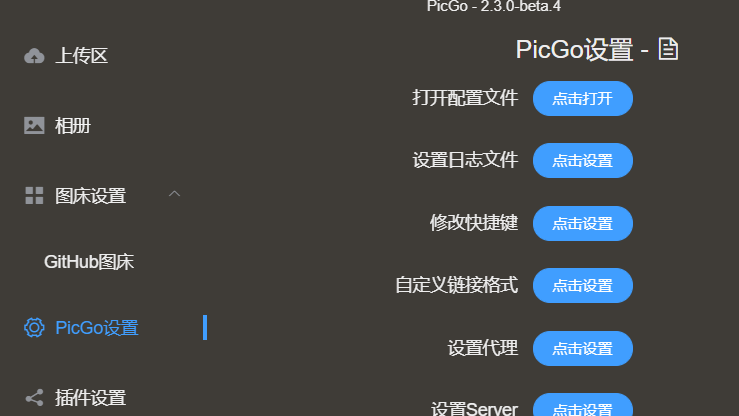 PicGo - 2.3.0-beta.4
上传区
相册
图床设置
GitHub图床
PicGo设置
插件设置
PicGo设置 -
打开配置文件 点击打开
设置日志文件 点击设置
修改快捷键 点击设置
自定义链接格式 点击设置
设置代理 点击设置
设置Server 点击设置